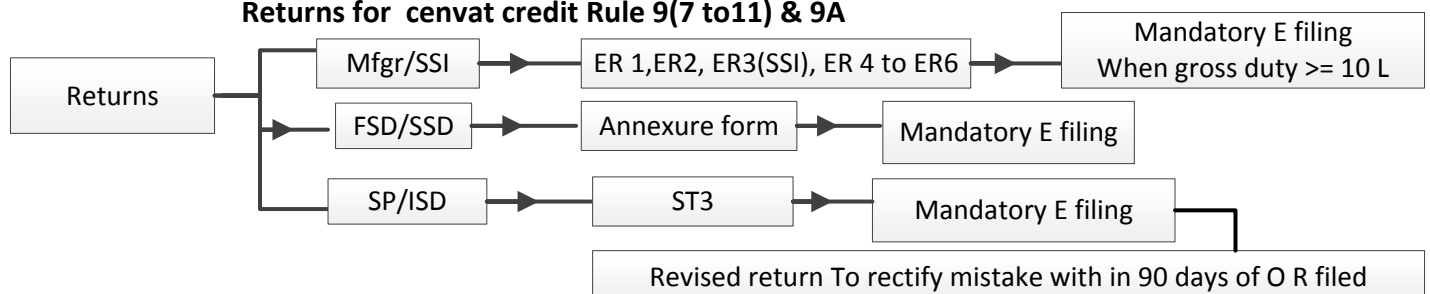 Returns for cenvat credit Rule 9(7 to11) & 9A
Returns
Mfgr/SSI
ER 1,ER2, ER3(SSI), ER 4 to ER6
Mandatory E filing
When gross duty >= 10 L
FSD/SSD
Annexure form
Mandatory E filing
SP/ISD
ST3
Mandatory E filing
Revised return To rectify mistake with in 90 days of O R filed